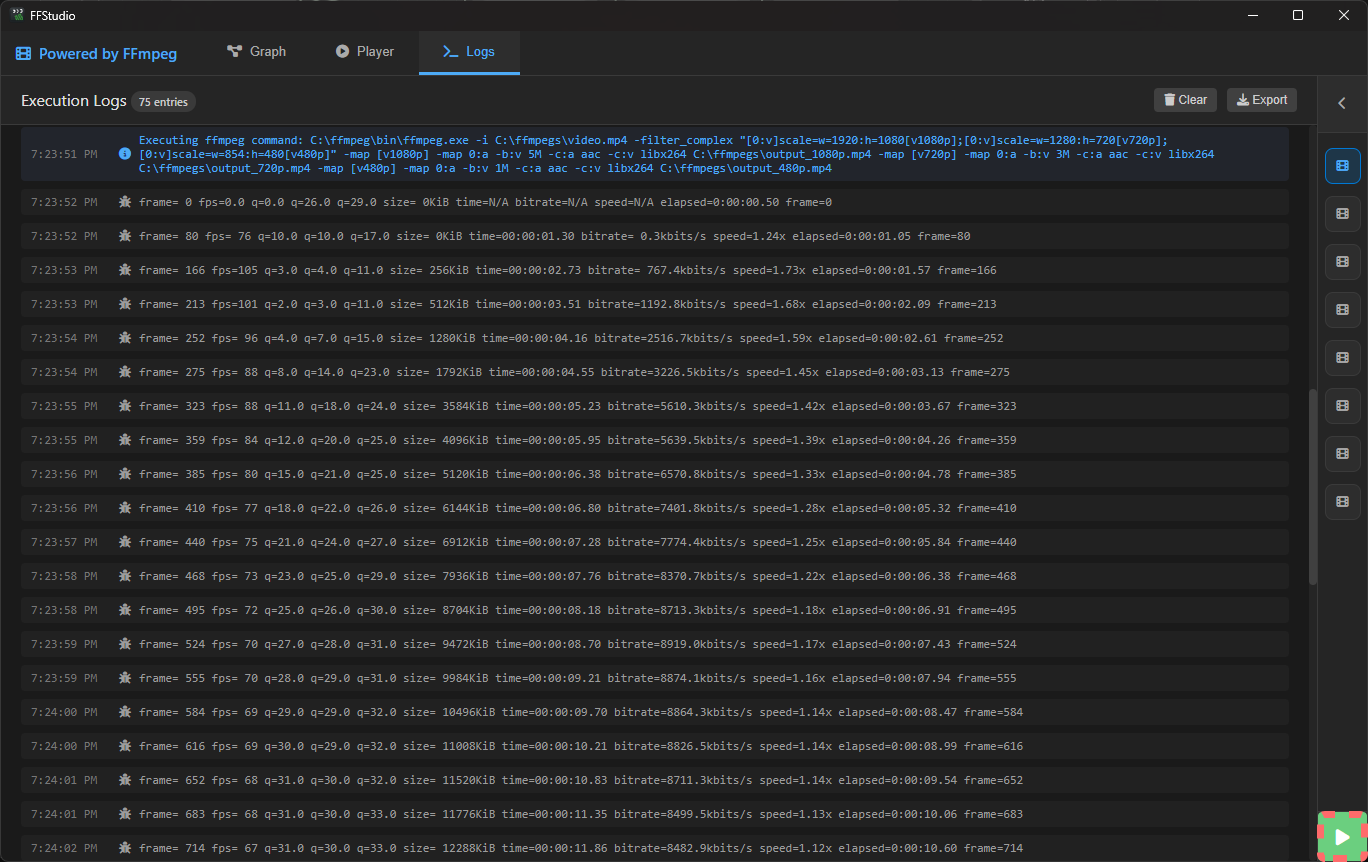 FFStudio
Powered by FFmpeg
Graph
Player
Logs
Execution Logs 75 entries
Clear
Export
7:23:51 PM
Executing ffmpeg command: C:\ffmpeg\bin\ffmpeg.exe -i C:\ffmpegs\video.mp4 -filter_complex "[0:v]scale=w=1920:h=1080[v1080p];[0:v]scale=w=1280:h=720[v720p];
[0:v]scale=w=854:h=480[v480p]" -map [v1080p] -map 0:a -b:v 5M -c:a aac -c:v libx264 C:\ffmpegs\output_1080p.mp4 -map [v720p] -map 0:a -b:v 3M -c:a aac -c:v libx264
C:\ffmpegs\output_720p.mp4 -map [v480p] -map 0:a -b:v 1M -c:a aac -c:v libx264 C:\ffmpegs\output_480p.mp4
7:23:52 PM frame= 0 fps=0.0 q=0.0 q=26.0 q=29.0 size= 0KiB time=N/A bitrate=N/A speed=N/A elapsed=0:00:00.50 frame=0
7:23:52 PM frame= 80 fps= 76 q=10.0 q=10.0 q=17.0 size= 0KiB time=00:00:01.30 bitrate= 0.3kbits/s speed=1.24x elapsed=0:00:01.05 frame=80
7:23:53 PM frame= 166 fps=105 q=3.0 q=4.0 q=11.0 size= 256KiB time=00:00:02.73 bitrate= 767.4kbits/s speed=1.73x elapsed=0:00:01.57 frame=166
7:23:53 PM frame= 213 fps=101 q=2.0 q=3.0 q=11.0 size= 512KiB time=00:00:03.51 bitrate=1192.8kbits/s speed=1.68x elapsed=0:00:02.09 frame=213
7:23:54 PM frame= 252 fps= 96 q=4.0 q=7.0 q=15.0 size= 1280KiB time=00:00:04.16 bitrate=2516.7kbits/s speed=1.59x elapsed=0:00:02.61 frame=252
7:23:54 PM frame= 275 fps= 88 q=8.0 q=14.0 q=23.0 size= 1792KiB time=00:00:04.55 bitrate=3226.5kbits/s speed=1.45x elapsed=0:00:03.13 frame=275
7:23:55 PM frame= 323 fps= 88 q=11.0 q=18.0 q=24.0 size= 3584KiB time=00:00:05.23 bitrate=5610.3kbits/s speed=1.42x elapsed=0:00:03.67 frame=323
7:23:55 PM frame= 359 fps= 84 q=12.0 q=20.0 q=25.0 size= 4096KiB time=00:00:05.95 bitrate=5639.5kbits/s speed=1.39x elapsed=0:00:04.26 frame=359
7:23:56 PM frame= 385 fps= 80 q=15.0 q=21.0 q=25.0 size= 5120KiB time=00:00:06.38 bitrate=6570.8kbits/s speed=1.33x elapsed=0:00:04.78 frame=385
7:23:56 PM frame= 410 fps= 77 q=18.0 q=22.0 q=26.0 size= 6144KiB time=00:00:06.80 bitrate=7401.8kbits/s speed=1.28x elapsed=0:00:05.32 frame=410
7:23:57 PM frame= 440 fps= 75 q=21.0 q=24.0 q=27.0 size= 6912KiB time=00:00:07.28 bitrate=7774.4kbits/s speed=1.25x elapsed=0:00:05.84 frame=440
7:23:58 PM frame= 468 fps= 73 q=23.0 q=25.0 q=29.0 size= 7936KiB time=00:00:07.76 bitrate=8370.7kbits/s speed=1.22x elapsed=0:00:06.38 frame=468
7:23:58 PM frame= 495 fps= 72 q=25.0 q=26.0 q=30.0 size= 8704KiB time=00:00:08.18 bitrate=8713.3kbits/s speed=1.18x elapsed=0:00:06.91 frame=495
7:23:59 PM frame= 524 fps= 70 q=27.0 q=28.0 q=31.0 size= 9472KiB time=00:00:08.70 bitrate=8919.0kbits/s speed=1.17x elapsed=0:00:07.43 frame=524
7:23:59 PM frame= 555 fps= 70 q=28.0 q=29.0 q=31.0 size= 9984KiB time=00:00:09.21 bitrate=8874.1kbits/s speed=1.16x elapsed=0:00:07.94 frame=555
7:24:00 PM frame= 584 fps= 69 q=29.0 q=29.0 q=32.0 size= 10496KiB time=00:00:09.70 bitrate=8864.3kbits/s speed=1.14x elapsed=0:00:08.47 frame=584
7:24:00 PM frame= 616 fps= 69 q=30.0 q=29.0 q=32.0 size= 11008KiB time=00:00:10.21 bitrate=8826.5kbits/s speed=1.14x elapsed=0:00:08.99 frame=616
7:24:01 PM frame= 652 fps= 68 q=31.0 q=30.0 q=32.0 size= 11520KiB time=00:00:10.83 bitrate=8711.3kbits/s speed=1.14x elapsed=0:00:09.54 frame=652
7:24:01 PM frame= 683 fps= 68 q=31.0 q=30.0 q=33.0 size= 11776KiB time=00:00:11.35 bitrate=8499.5kbits/s speed=1.13x elapsed=0:00:10.06 frame=683
7:24:02 PM frame= 714 fps= 67 q=31.0 q=30.0 q=33.0 size= 12288KiB time=00:00:11.86 bitrate=8482.9kbits/s speed=1.12x elapsed=0:00:10.60 frame=714